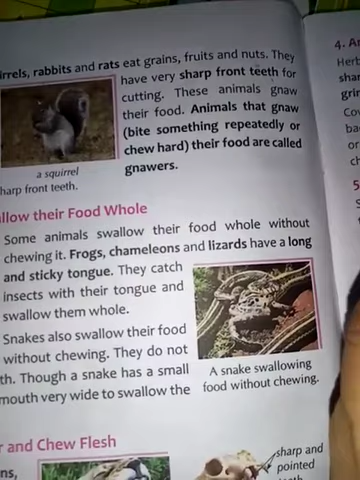 irrels, rabbits and rats eat grains, fruits and nuts. They
have very sharp front teeth for
cutting. These animals gnaw
their food. Animals that gnaw
(bite something repeatedly or
chew hard) their food are called
gnawers.
a squirrel
harp front teeth.
llow their Food Whole
Some animals swallow their food whole without
chewing it. Frogs, chameleons and lizards have a long
and sticky tongue. They catch
insects with their tongue and
swallow them whole.
Snakes also swallow their food
without chewing. They do not
th. Though a snake has a small
mouth very wide to swallow the
A snake swallowing
food without chewing.
r and Chew Flesh
ns,
sharp and
pointed
4. A
Herb
shar
grin
Cov
ba
or
ch
5